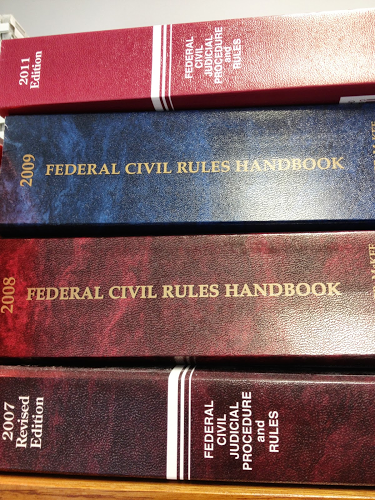 2011
Edition
FEDERAL
CIVIL
JUDICIAL
PROCEDURE
and
RULES
2009
FEDERAL CIVIL RULES HANDBOOK
2008
FEDERAL CIVIL RULES HANDBOOK
2007
Revised
Edition
FEDERAL
CIVIL
JUDICIAL
PROCEDURE
and
RULES